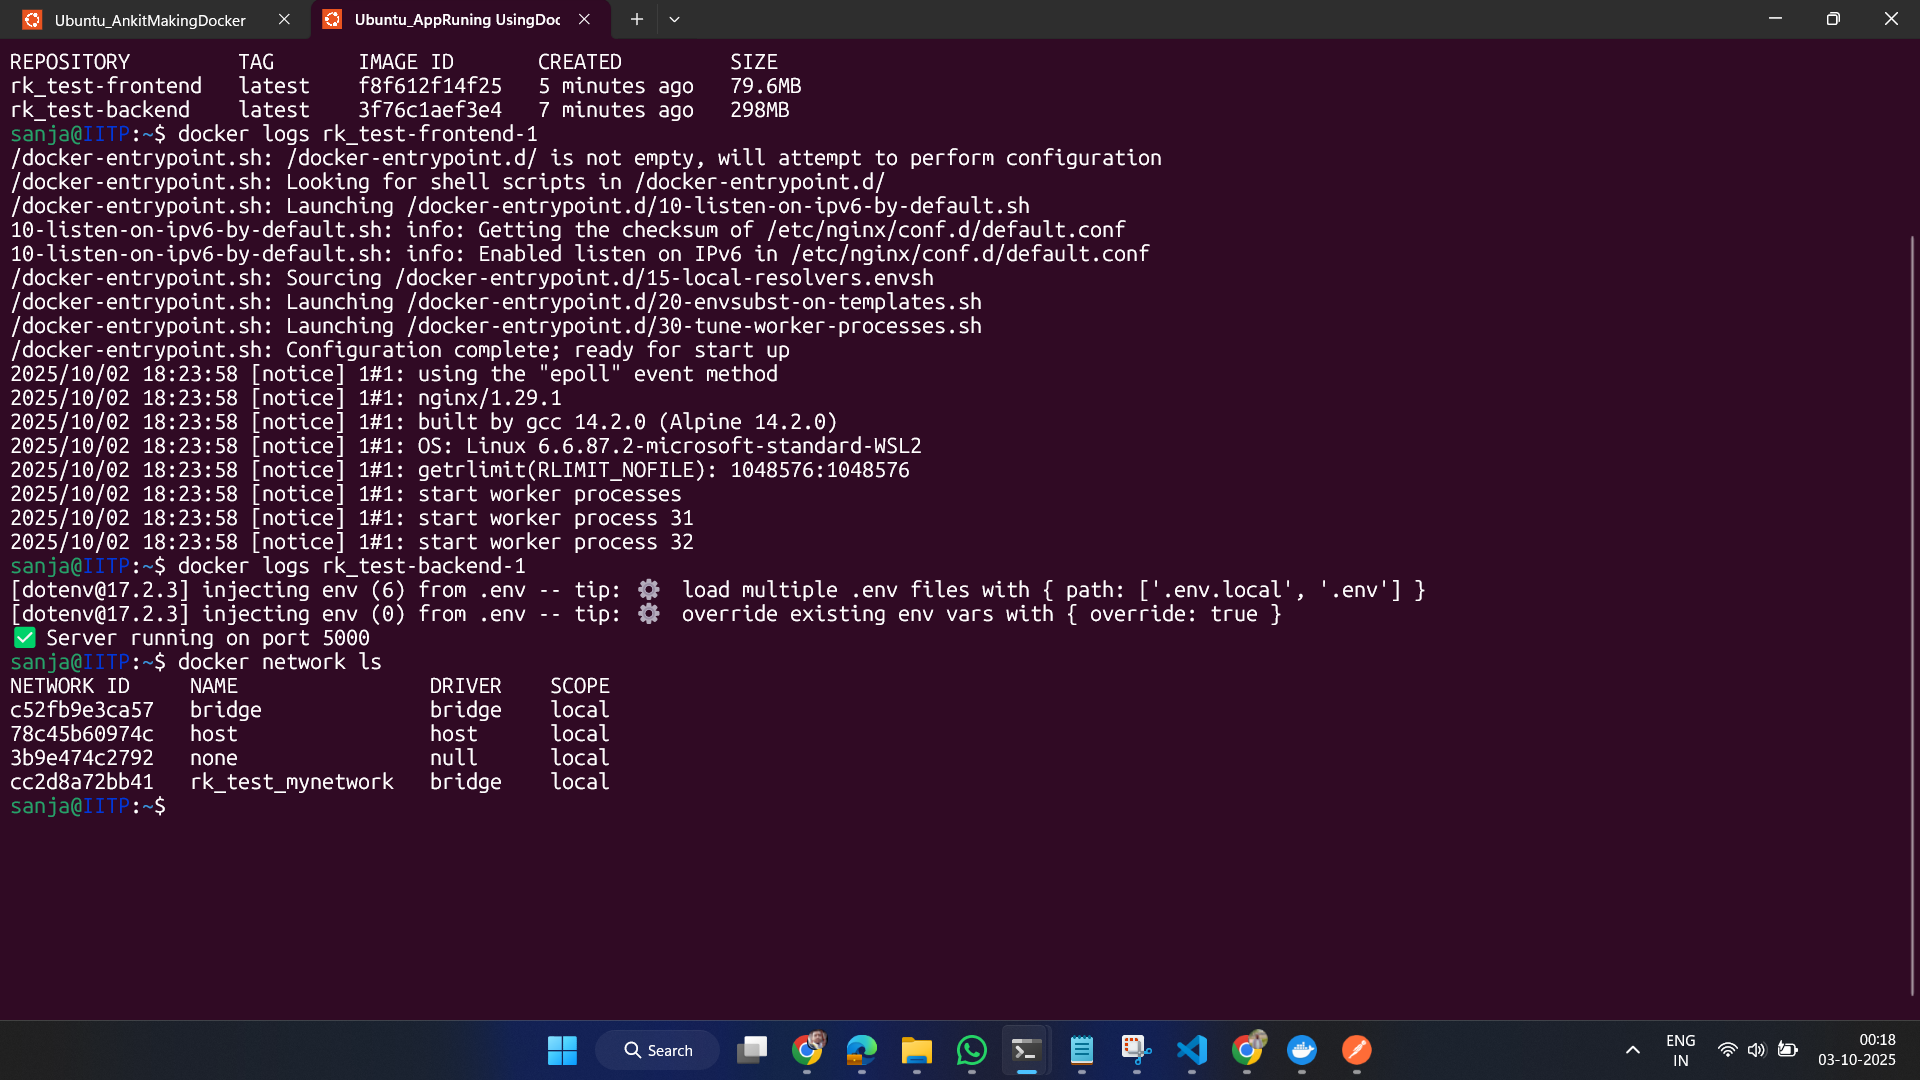 Ubuntu_AnkitMakingDocker
Ubuntu_AppRuning UsingDoc
REPOSITORY TAG IMAGE ID CREATED SIZE
rk_test-frontend latest f8f612f14f25 5 minutes ago 79.6MB
rk_test-backend latest 3f76c1aef3e4 7 minutes ago 298MB
sanja@IITP:~$ docker logs rk_test-frontend-1
/docker-entrypoint.sh: /docker-entrypoint.d/ is not empty, will attempt to perform configuration
/docker-entrypoint.sh: Looking for shell scripts in /docker-entrypoint.d/
/docker-entrypoint.sh: Launching /docker-entrypoint.d/10-listen-on-ipv6-by-default.sh
10-listen-on-ipv6-by-default.sh: info: Getting the checksum of /etc/nginx/conf.d/default.conf
10-listen-on-ipv6-by-default.sh: info: Enabled listen on IPv6 in /etc/nginx/conf.d/default.conf
/docker-entrypoint.sh: Sourcing /docker-entrypoint.d/15-local-resolvers.envsh
/docker-entrypoint.sh: Launching /docker-entrypoint.d/20-envsubst-on-templates.sh
/docker-entrypoint.sh: Launching /docker-entrypoint.d/30-tune-worker-processes.sh
/docker-entrypoint.sh: Configuration complete; ready for start up
2025/10/02 18:23:58 [notice] 1#1: using the "epoll" event method
2025/10/02 18:23:58 [notice] 1#1: nginx/1.29.1
2025/10/02 18:23:58 [notice] 1#1: built by gcc 14.2.0 (Alpine 14.2.0)
2025/10/02 18:23:58 [notice] 1#1: OS: Linux 6.6.87.2-microsoft-standard-WSL2
2025/10/02 18:23:58 [notice] 1#1: getrlimit(RLIMIT_NOFILE): 1048576:1048576
2025/10/02 18:23:58 [notice] 1#1: start worker processes
2025/10/02 18:23:58 [notice] 1#1: start worker process 31
2025/10/02 18:23:58 [notice] 1#1: start worker process 32
sanja@IITP:~$ docker logs rk_test-backend-1
[dotenv@17.2.3] injecting env (6) from .env -- tip: ⚙️ load multiple .env files with { path: ['.env.local', '.env'] }
[dotenv@17.2.3] injecting env (0) from .env -- tip: ⚙️ override existing env vars with { override: true }
✅ Server running on port 5000
sanja@IITP:~$ docker network ls
NETWORK ID NAME DRIVER SCOPE
c52fb9e3ca57 bridge bridge local
78c45b60974c host host local
3b9e474c2792 none null local
cc2d8a72bb41 rk_test_mynetwork bridge local
sanja@IITP:~$
Search
ENG
IN
00:18
03-10-2025